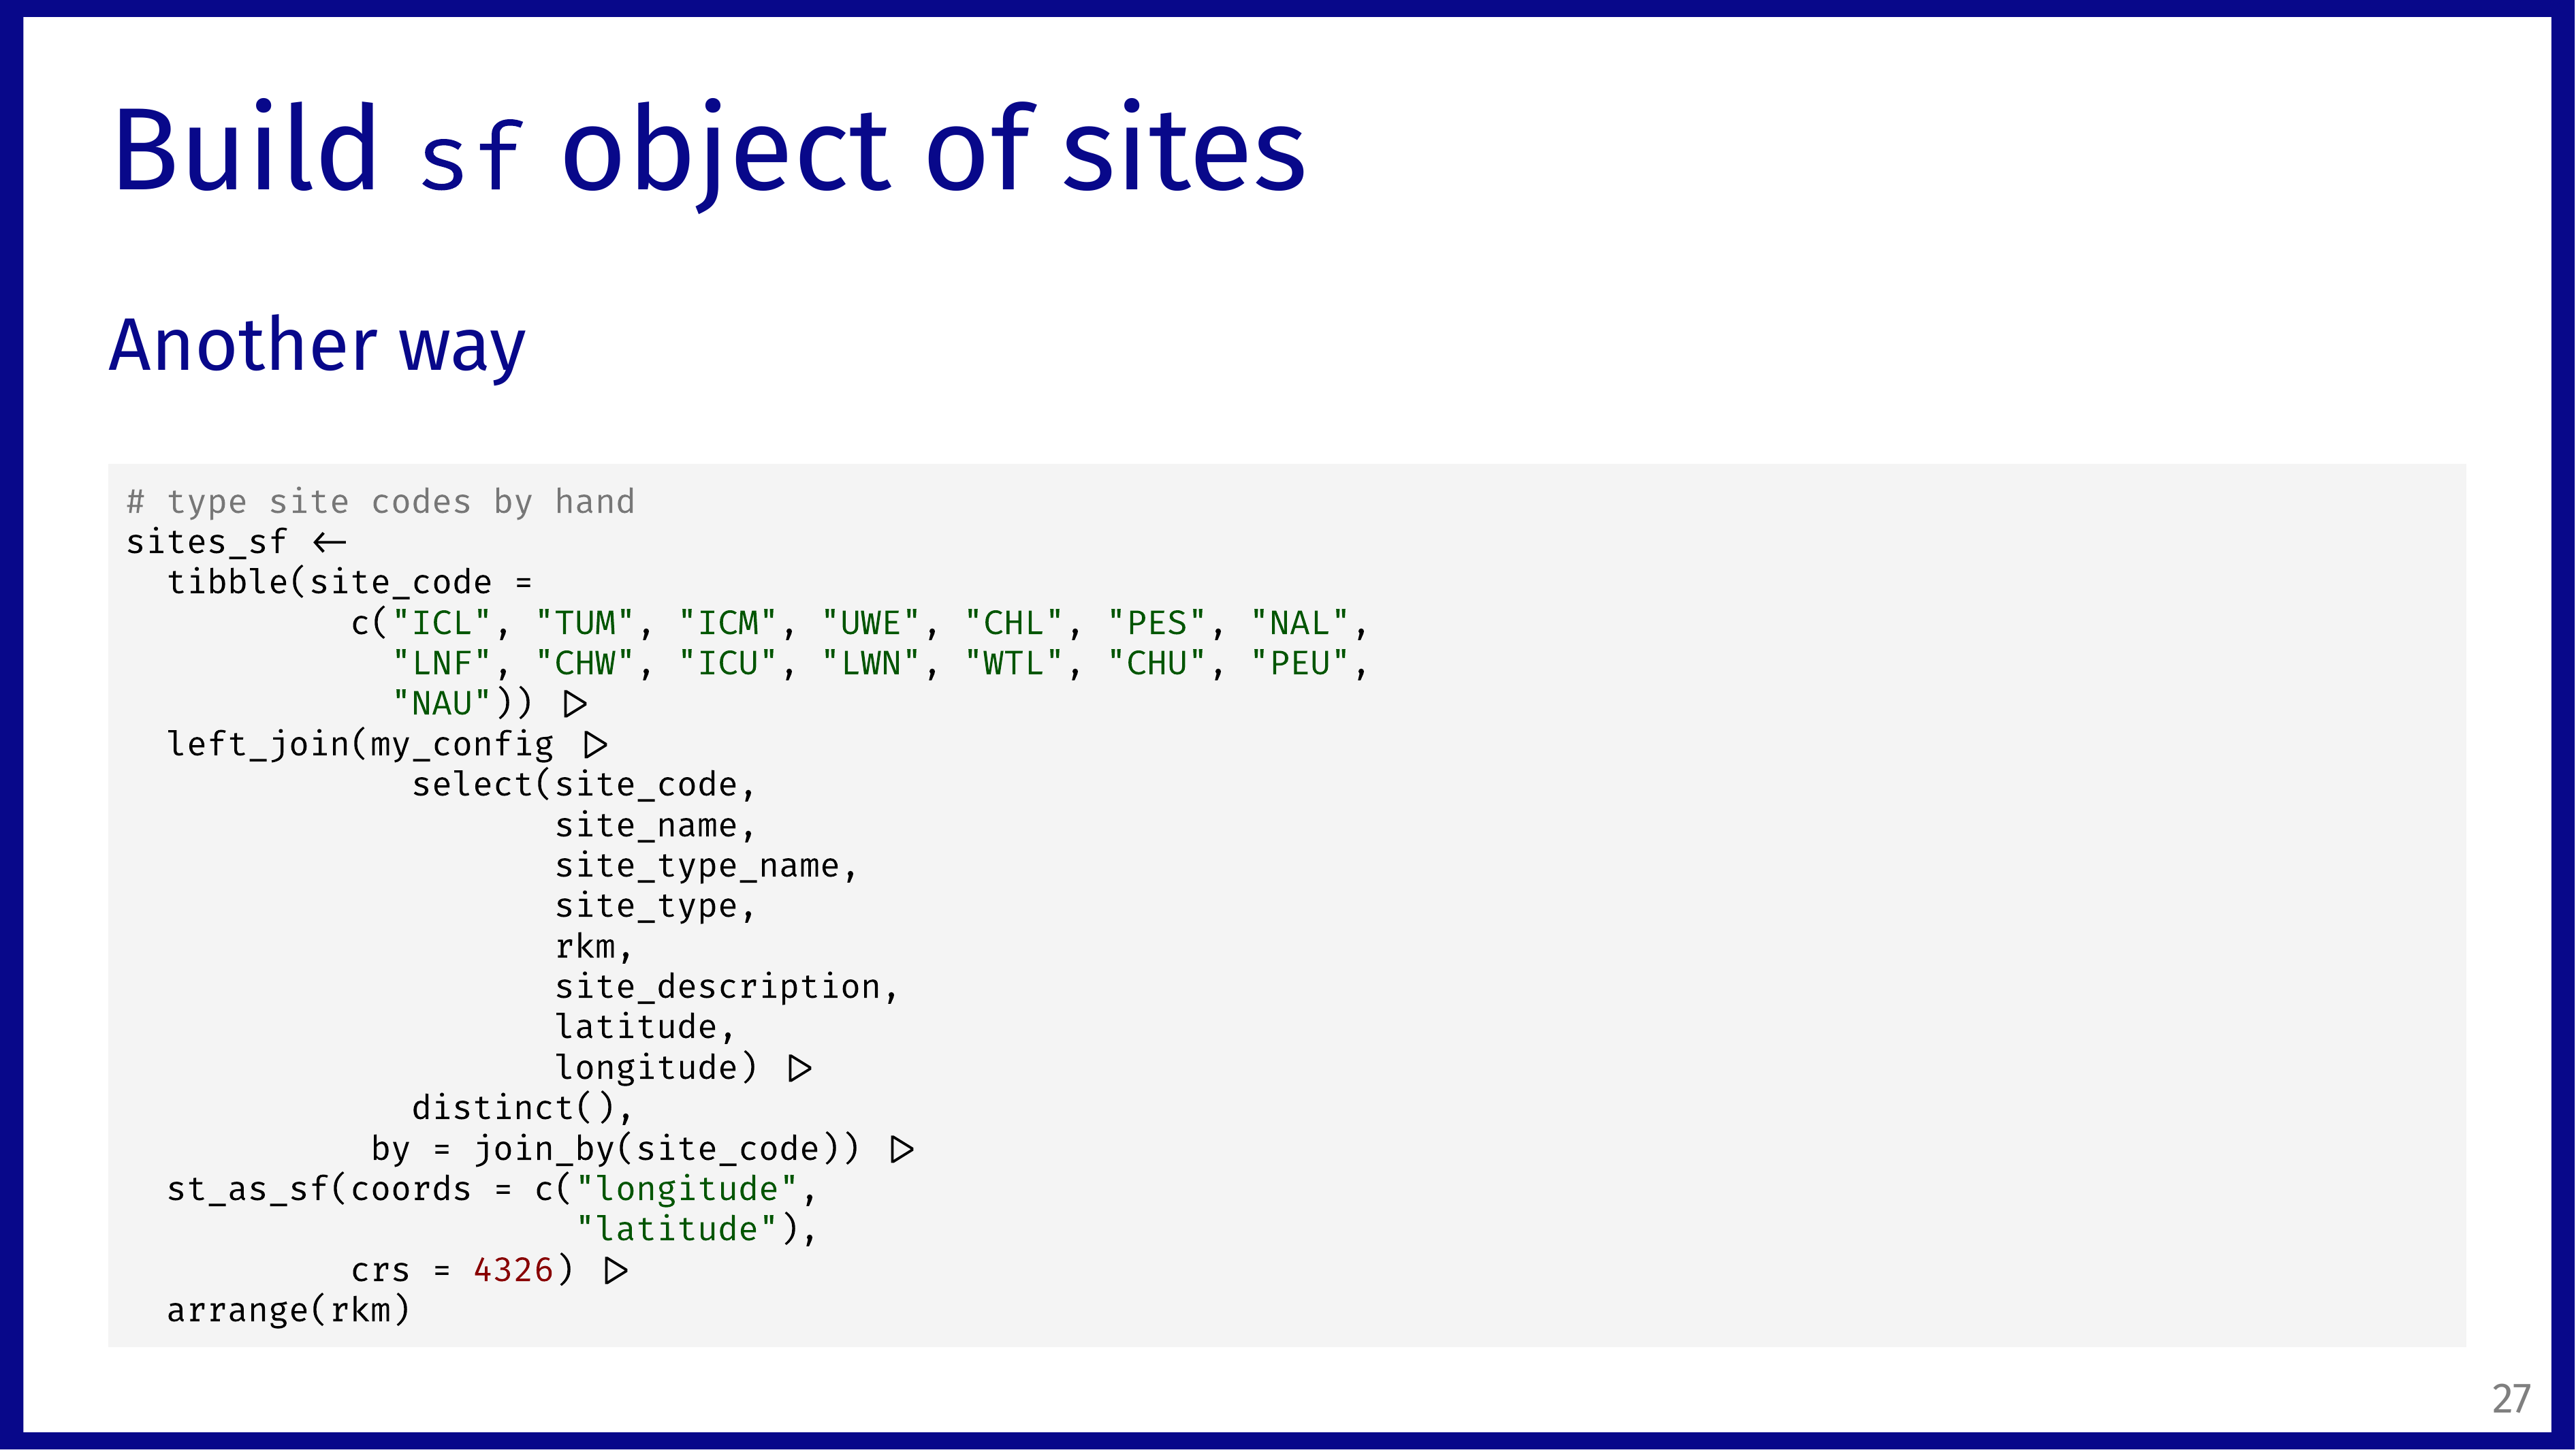 Build sf object of sites
Another way
# type site codes by hand
sites_sf <-
  tibble(site_code =
           c("ICL", "TUM", "ICM", "UWE", "CHL", "PES", "NAL",
             "LNF", "CHW", "ICU", "LWN", "WTL", "CHU", "PEU",
             "NAU")) |>
  left_join(my_config |>
              select(site_code,
                     site_name,
                     site_type_name,
                     site_type,
                     rkm,
                     site_description,
                     latitude,
                     longitude) |>
              distinct(),
            by = join_by(site_code)) |>
  st_as_sf(coords = c("longitude",
                      "latitude"),
           crs = 4326) |>
  arrange(rkm)
27